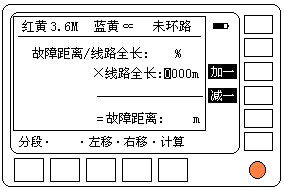 红黄3.6M 蓝黄∝ 未环路
故障距离/线路全长: %
×线路全长:0000m
加一
减一
=故障距离: m
分段· ·左移·右移·计算